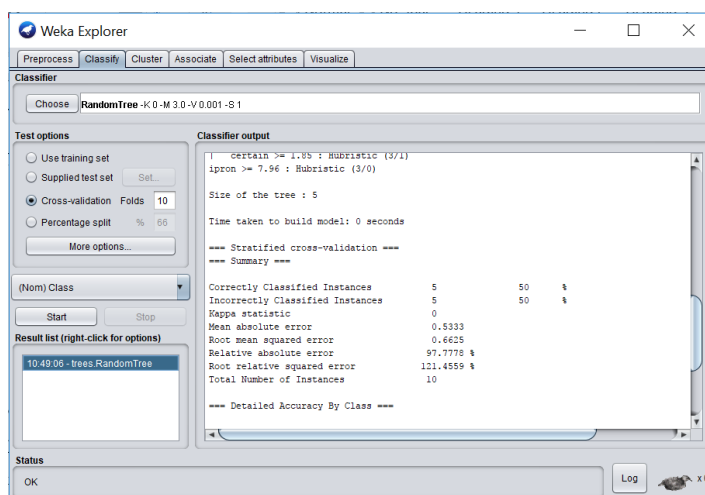 Weka Explorer
Preprocess Classify Cluster Associate Select attributes Visualize
Classifier
Choose RandomTree -K 0 -M 3.0 -V 0.001 -S 1
Test options
Use training set
Supplied test set Set...
Cross-validation Folds 10
Percentage split % 66
More options...
(Nom) Class
Start Stop
Result list (right-click for options)
10:49:06 - trees.RandomTree
Classifier output
| certain >= 1.85 : Hubristic (3/1)
ipron >= 7.96 : Hubristic (3/0)
Size of the tree : 5
Time taken to build model: 0 seconds
=== Stratified cross-validation ===
=== Summary ===
Correctly Classified Instances 5 50 %
Incorrectly Classified Instances 5 50 %
Kappa statistic 0
Mean absolute error 0.5333
Root mean squared error 0.6625
Relative absolute error 97.7778 %
Root relative squared error 121.4559 %
Total Number of Instances 10
=== Detailed Accuracy By Class ===
Status
OK
Log